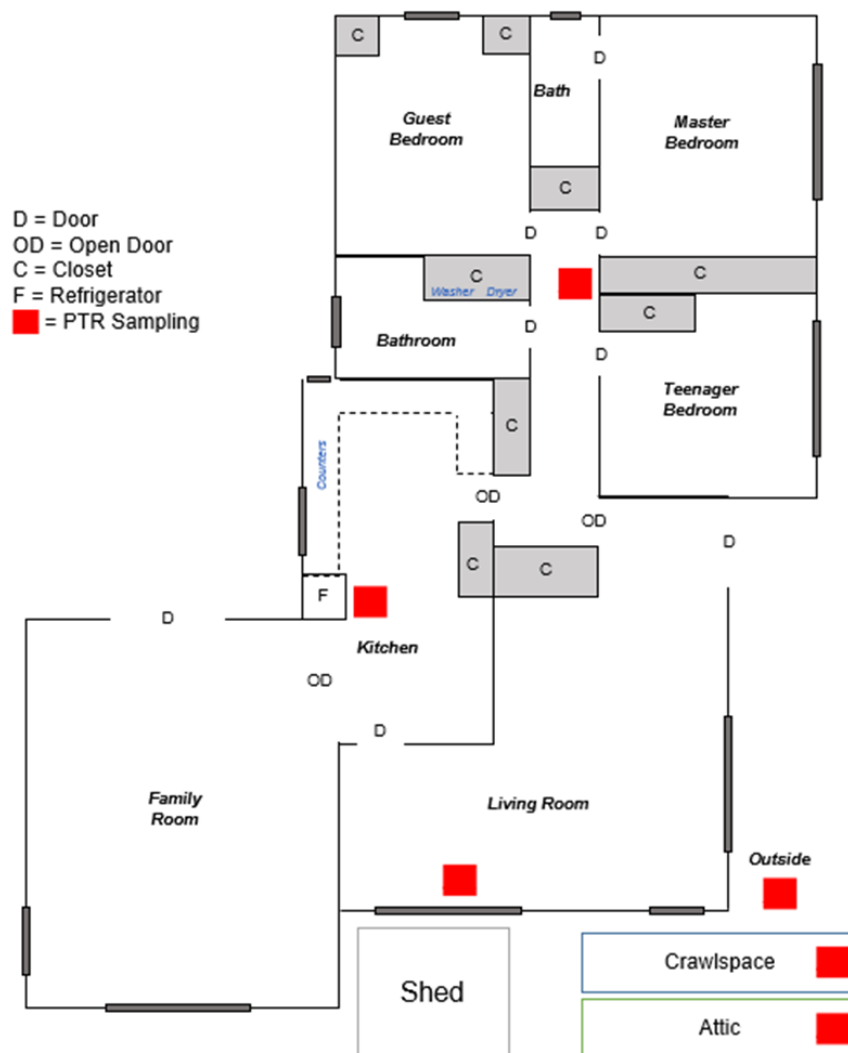 C
C
D
Bath
Guest
Bedroom
Master
Bedroom
C
D = Door
OD = Open Door
C = Closet
F = Refrigerator
= PTR Sampling
D
D
C
C
Washer Dryer
C
D
Bathroom
D
Teenager
Bedroom
C
Counters
OD
OD
D
C
C
F
D
Kitchen
OD
D
Family
Room
Living Room
Outside
Crawlspace
Shed
Attic